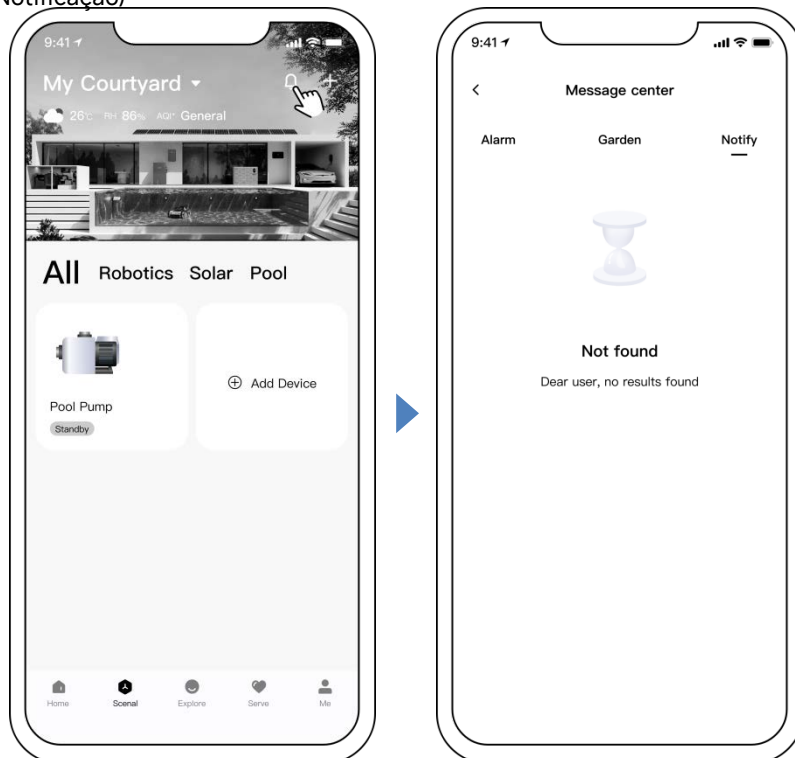 Notificação)
9:41
My Courtyard
26℃ RH 86% AQI* General
All Robotics Solar Pool
Pool Pump
Standby
Add Device
Home Scenal Explore Serve Me
9:41
Message center
Alarm Garden Notify
Not found
Dear user, no results found